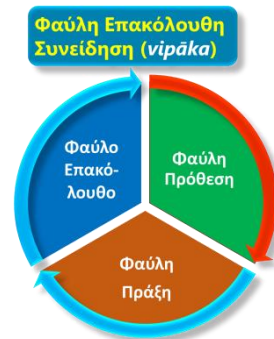 Φαύλη Επακόλουθη
Συνείδηση (vipāka)
Φαύλο
Επακό-
λουθο
Φαύλη
Πρόθεση
Φαύλη
Πράξη